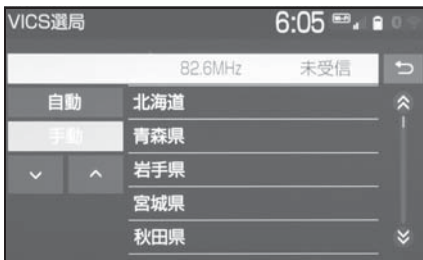 VICS選局 6:05
82.6MHz 未受信
自動 北海道
手動 青森県
岩手県
宮城県
秋田県